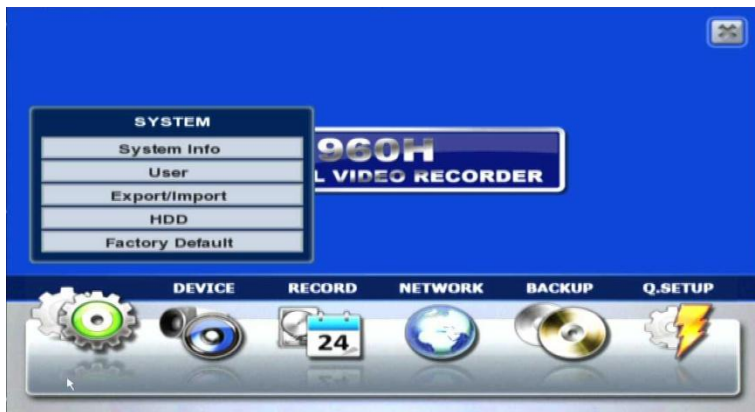 SYSTEM
System Info
User
Export/Import
HDD
Factory Default
960H
L VIDEO RECORDER
DEVICE RECORD NETWORK BACKUP Q.SETUP
24